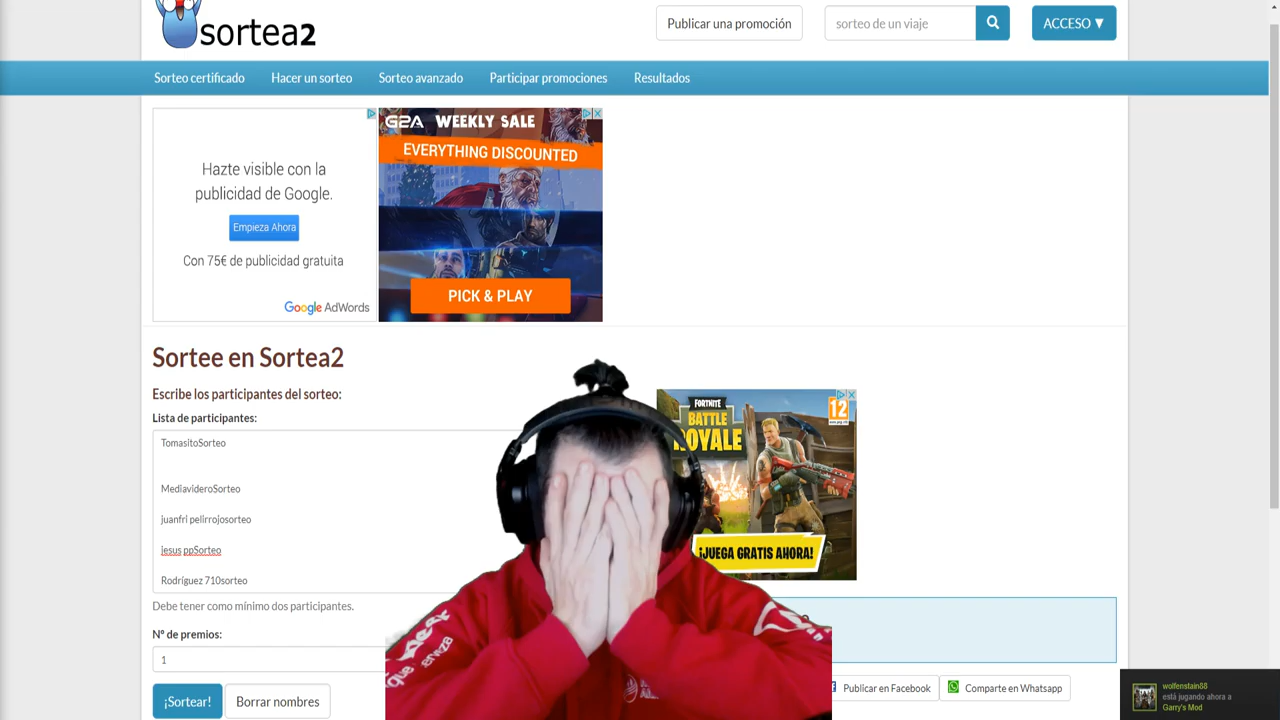 sortea2
Publicar una promoción
sorteo de un viaje
ACCESO ▼
Sorteo certificado
Hacer un sorteo
Sorteo avanzado
Participar promociones
Resultados
Hazte visible con la
publicidad de Google.
Empieza Ahora
Con 75€ de publicidad gratuita
Google AdWords
G2A WEEKLY SALE
EVERYTHING DISCOUNTED
PICK & PLAY
Sortee en Sortea2
Escribe los participantes del sorteo:
Lista de participantes:
TomasitoSorteo
MediavideroSorteo
juanfri pelirrojosorteo
jesus ppSorteo
Rodríguez 710sorteo
Debe tener como mínimo dos participantes.
Nº de premios:
1
¡Sortear!
Borrar nombres
FORTNITE
BATTLE
ROYALE
12
¡JUEGA GRATIS AHORA!
Publicar en Facebook
Comparte en Whatsapp
wolfenstain88
está jugando ahora a
Garry's Mod